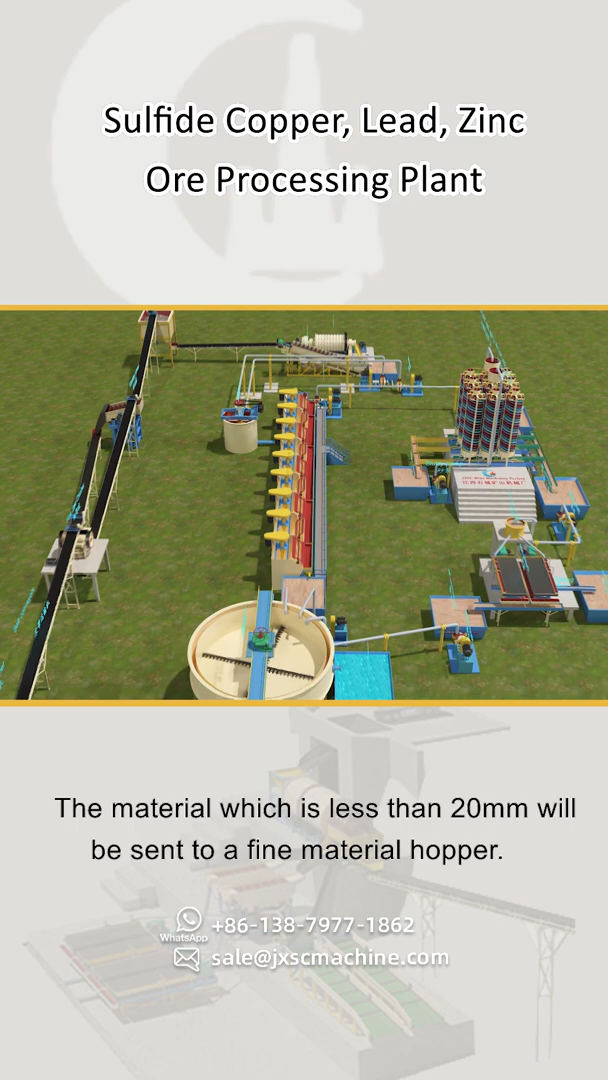 Sulfide Copper, Lead, Zinc
Ore Processing Plant
The material which is less than 20mm will
be sent to a fine material hopper.
WhatsApp
+86-138-7977-1862
sale@jxscmachine.com